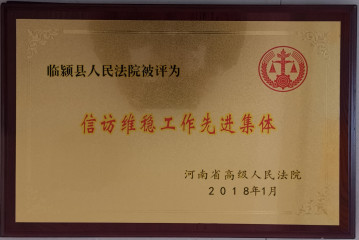 临颍县人民法院被评为
信访维稳工作先进集体
河南省高级人民法院
2018年1月